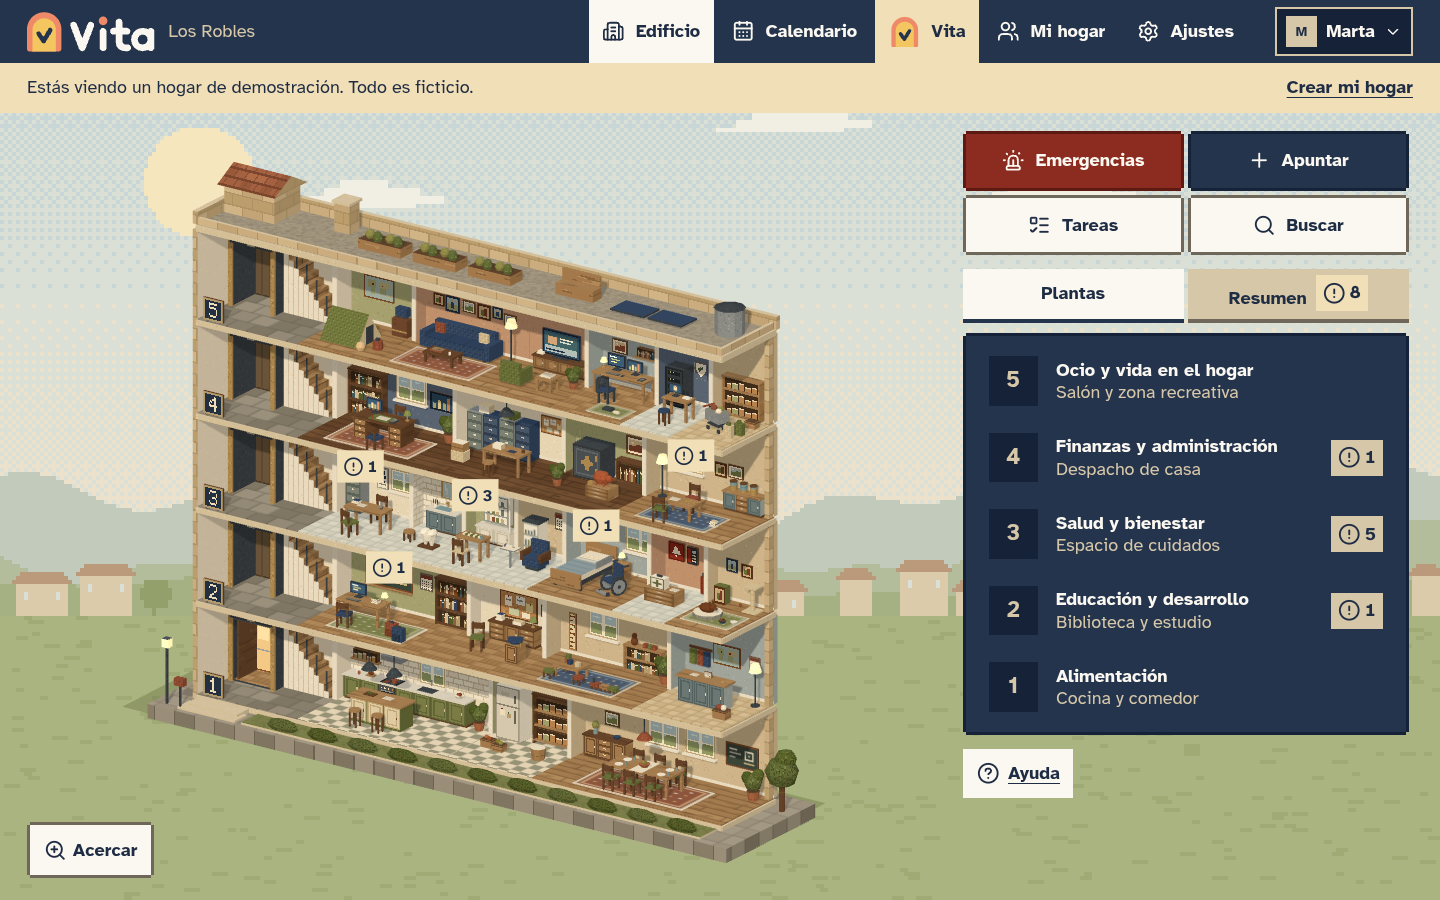 Vita Los Robles
Edificio
Calendario
Vita
Mi hogar
Ajustes
M Marta
Estás viendo un hogar de demostración. Todo es ficticio.
Crear mi hogar
Emergencias
Apuntar
Tareas
Buscar
Plantas
Resumen 8
5
Ocio y vida en el hogar
Salón y zona recreativa
4
Finanzas y administración
Despacho de casa
1
3
Salud y bienestar
Espacio de cuidados
5
2
Educación y desarrollo
Biblioteca y estudio
1
1
Alimentación
Cocina y comedor
Ayuda
5
4
3
2
1
1
1
3
1
1
Acercar